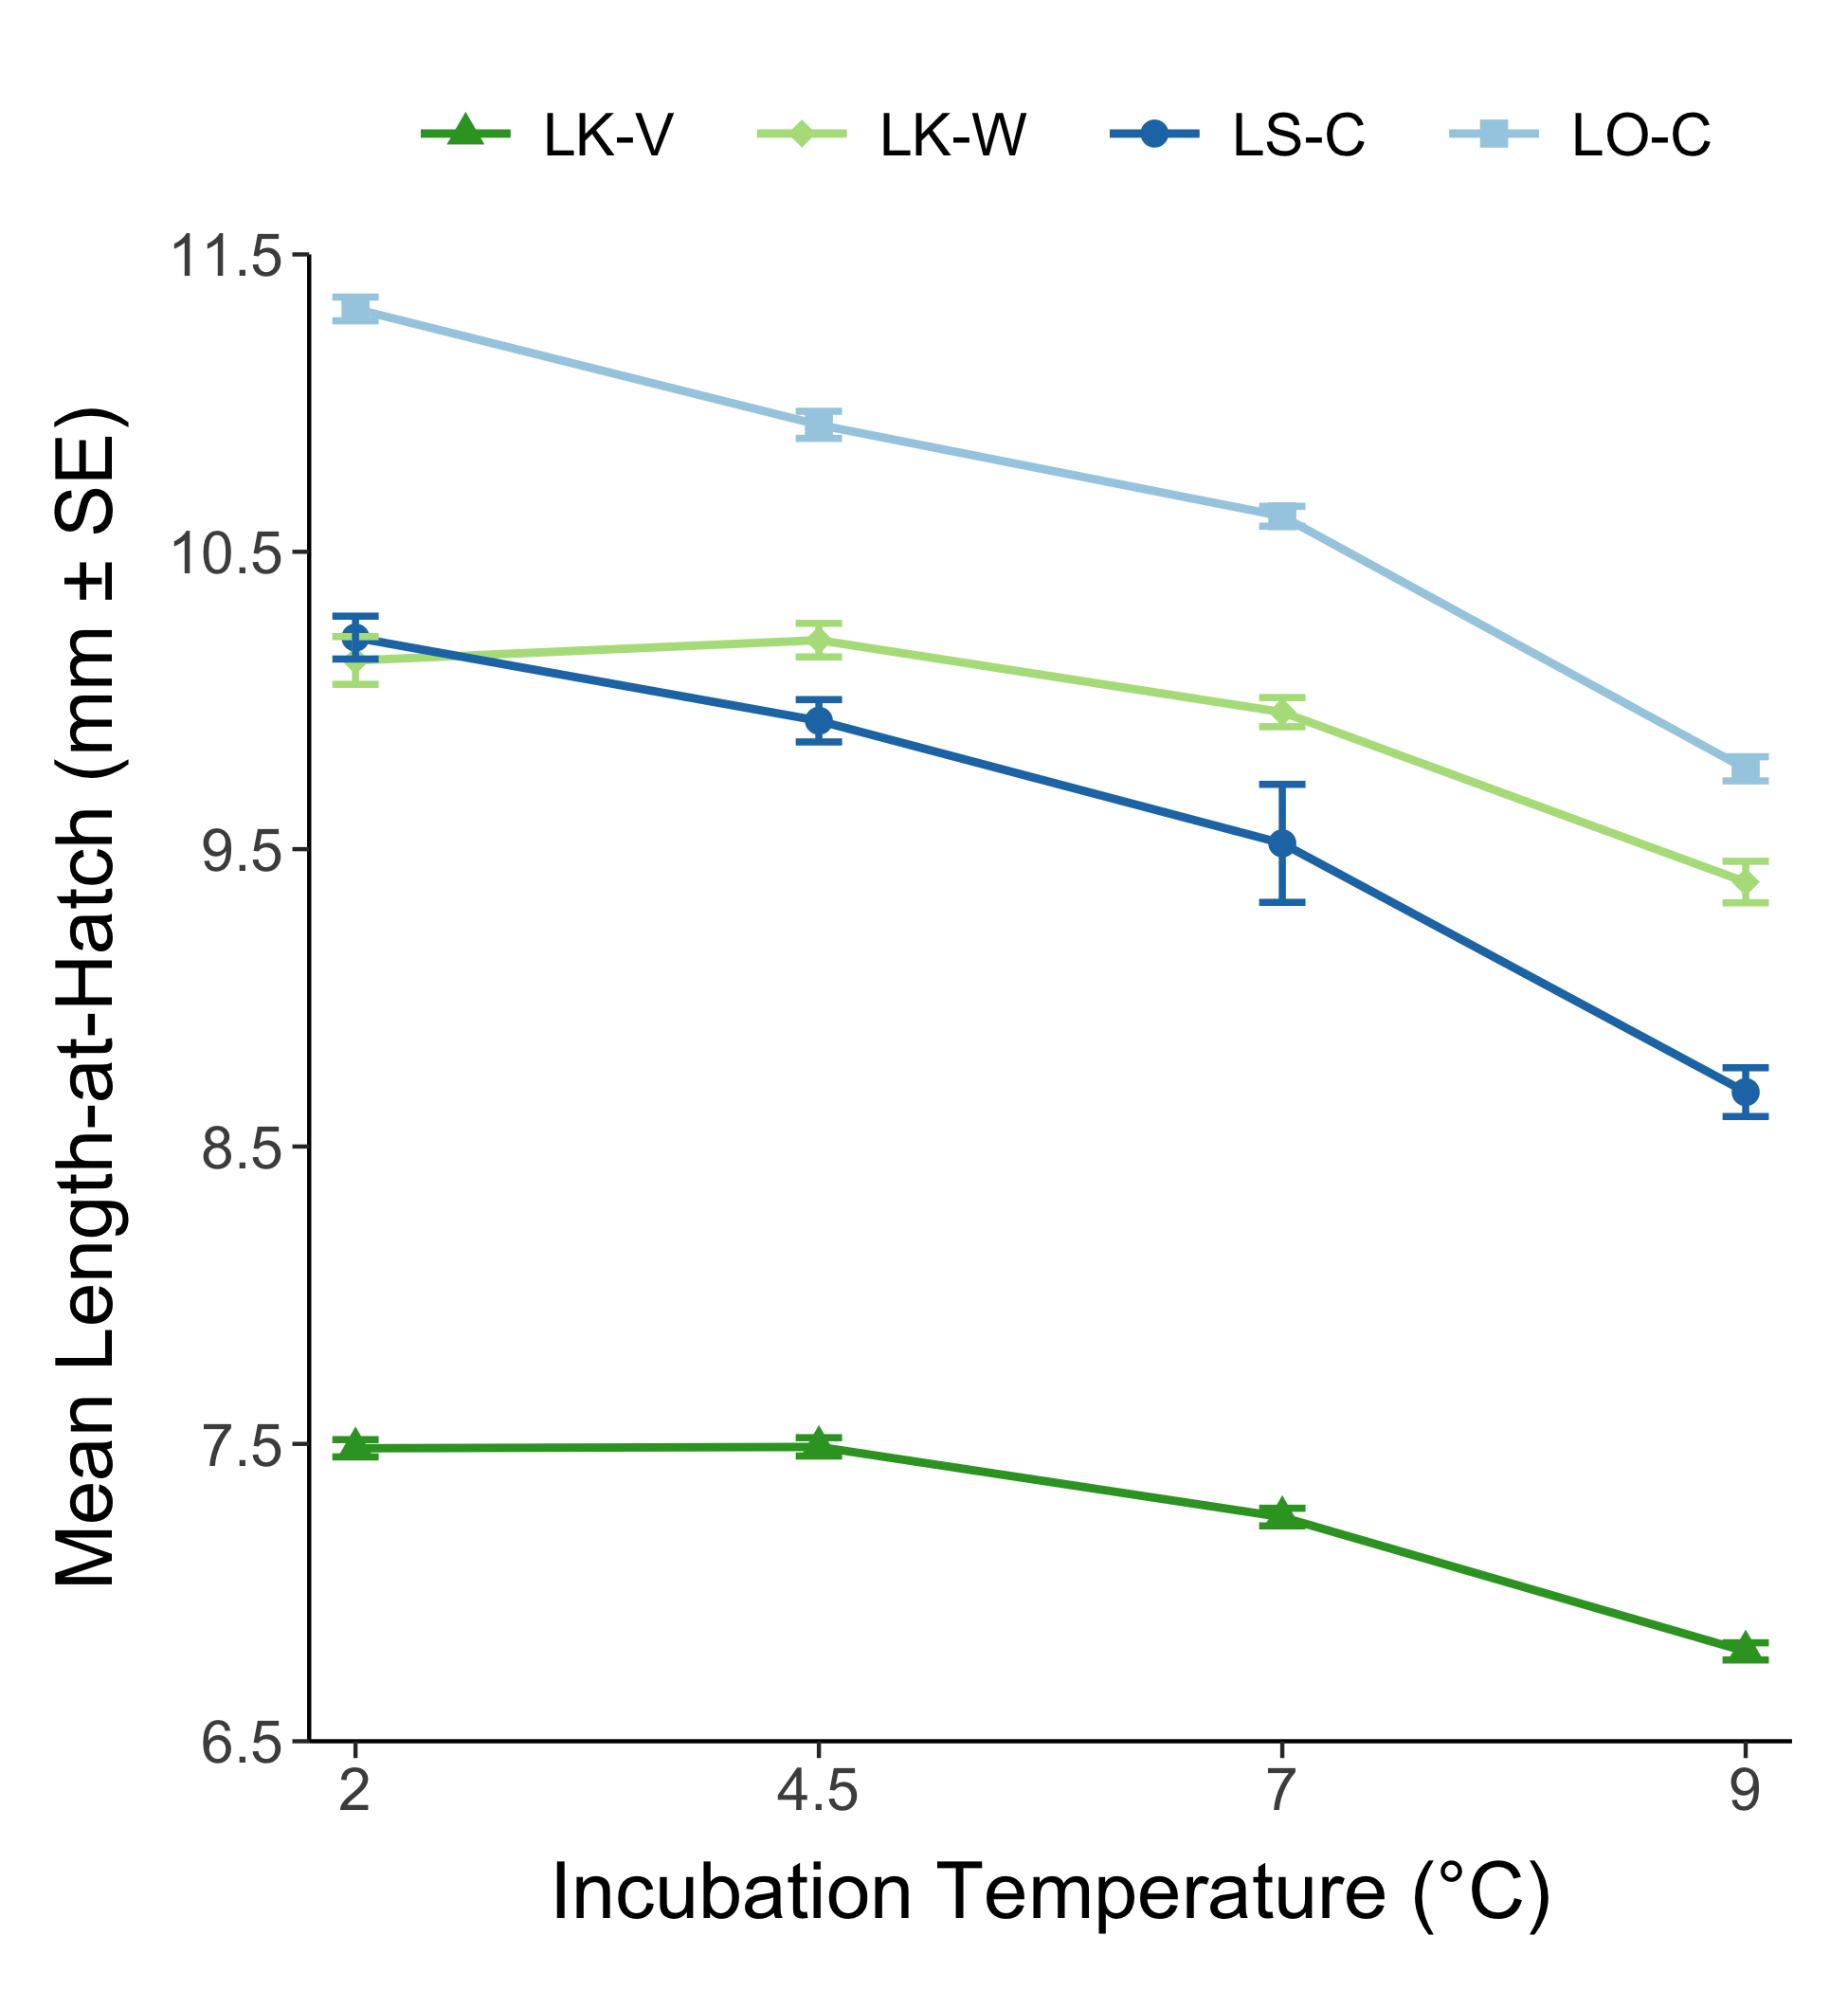 LK-V LK-W LS-C LO-C
11.5
10.5
9.5
8.5
7.5
6.5
Mean Length-at-Hatch (mm ± SE)
2 4.5 7 9
Incubation Temperature (°C)